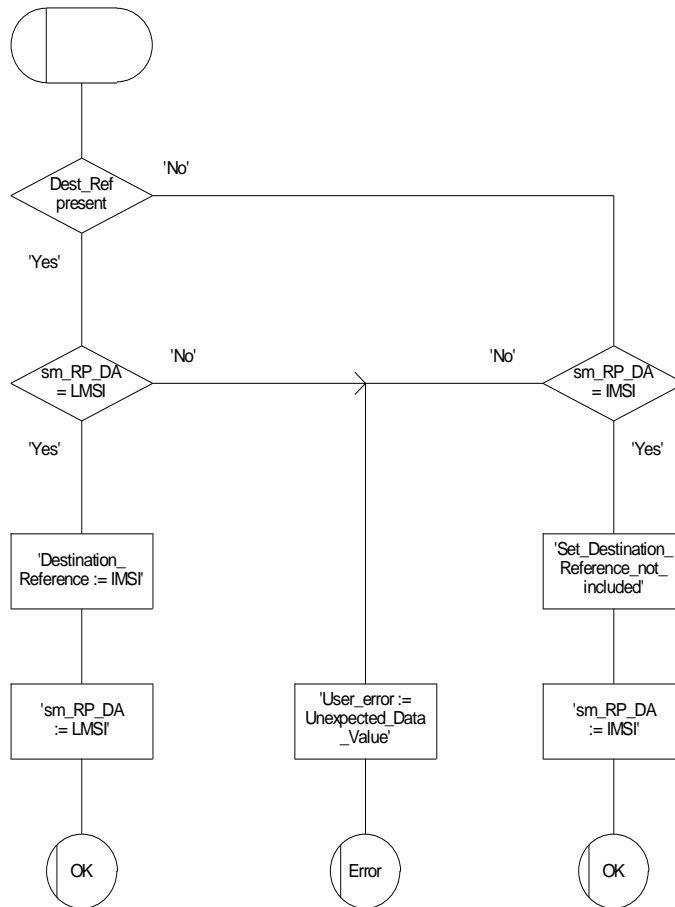 'No'
Dest_Ref
present
'Yes'
'No'
'No'
sm_RP_DA
= LMSI
sm_RP_DA
= IMSI
'Yes'
'Yes'
'Destination_
Reference := IMSI'
'Set_Destination_
Reference_not_
included'
'sm_RP_DA
:= LMSI'
'User_error :=
Unexpected_Data
_Value'
'sm_RP_DA
:= IMSI'
OK
Error
OK